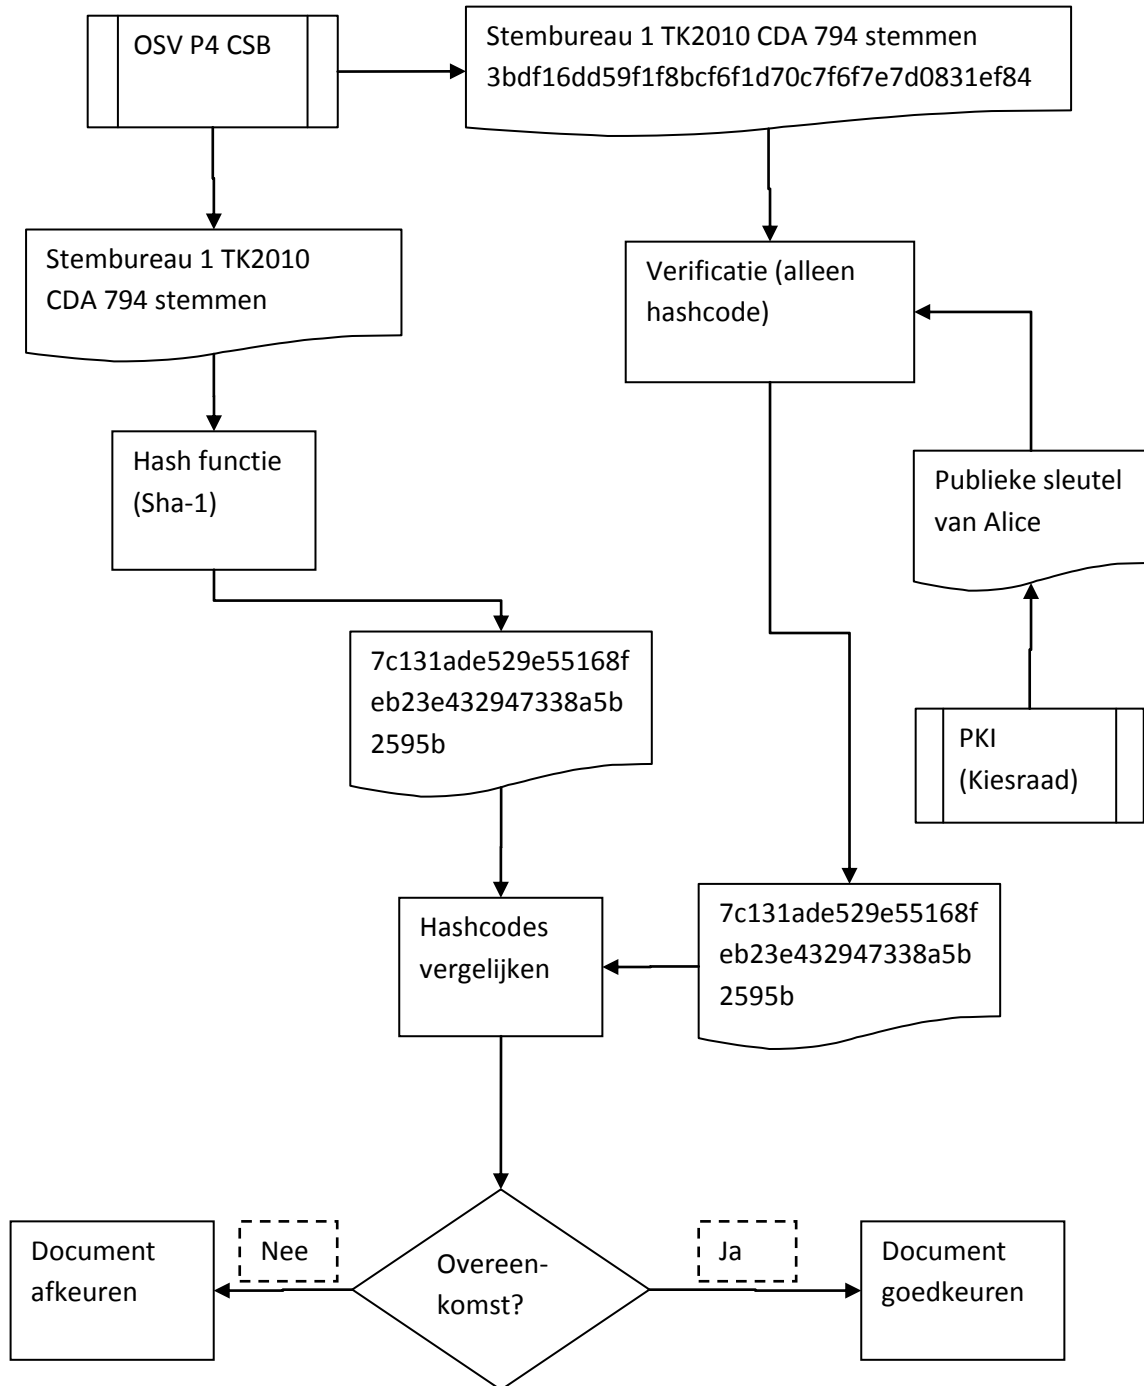 OSV P4 CSB
Stembureau 1 TK2010 CDA 794 stemmen
3bdf16dd59f1f8bcf6f1d70c7f6f7e7d0831ef84
Stembureau 1 TK2010
CDA 794 stemmen
Verificatie (alleen
hashcode)
Hash functie
(Sha-1)
Publieke sleutel
van Alice
7c131ade529e55168f
eb23e432947338a5b
2595b
PKI
(Kiesraad)
Hashcodes
vergelijken
7c131ade529e55168f
eb23e432947338a5b
2595b
Document
afkeuren
Nee
Overeen-
komst?
Ja
Document
goedkeuren